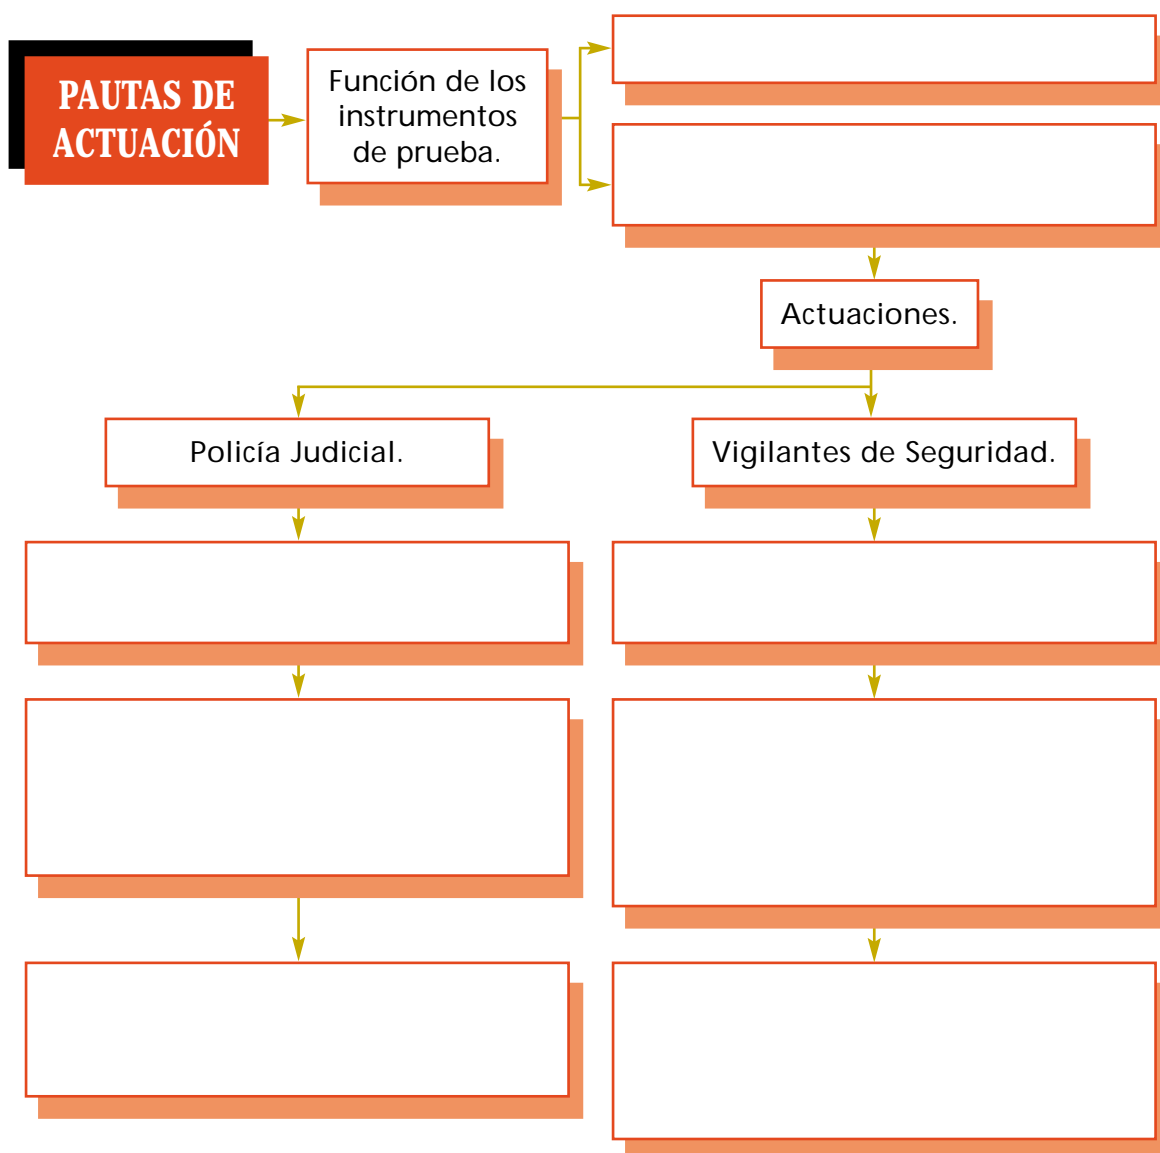 PAUTAS DE
ACTUACIÓN
Función de los
instrumentos
de prueba.
Actuaciones.
Policía Judicial.
Vigilantes de Seguridad.